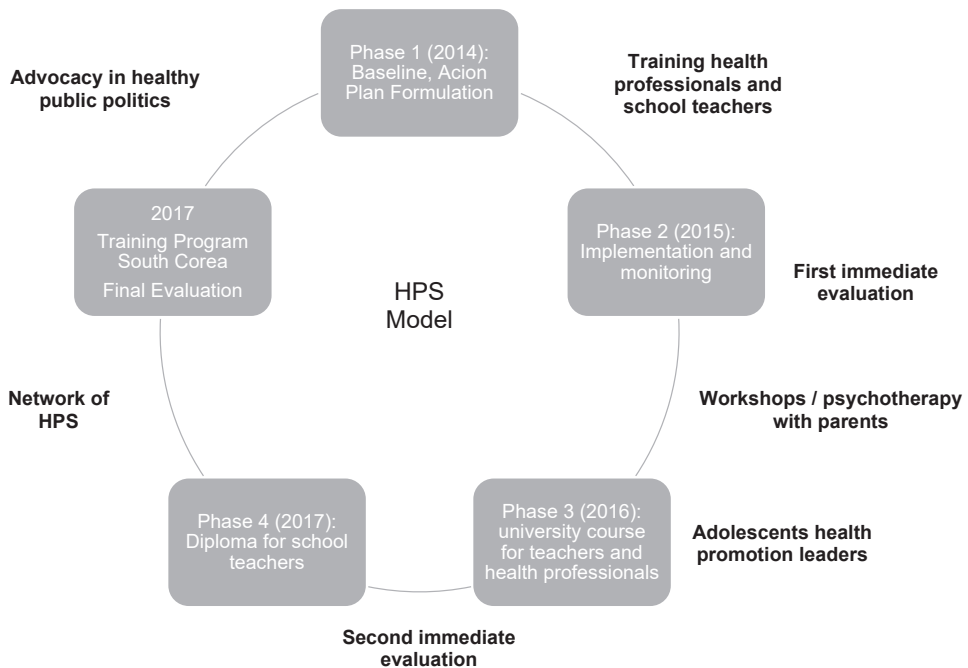 Phase 1 (2014):
Baseline, Acion
Plan Formulation
Training health
professionals and
school teachers
Phase 2 (2015):
Implementation and
monitoring
First immediate
evaluation
Workshops / psychotherapy
with parents
Phase 3 (2016):
university course
for teachers and
health professionals
Adolescents health
promotion leaders
Second immediate
evaluation
Phase 4 (2017):
Diploma for school
teachers
Network of
HPS
2017
Training Program
South Corea
Final Evaluation
Advocacy in healthy
public politics
HPS
Model